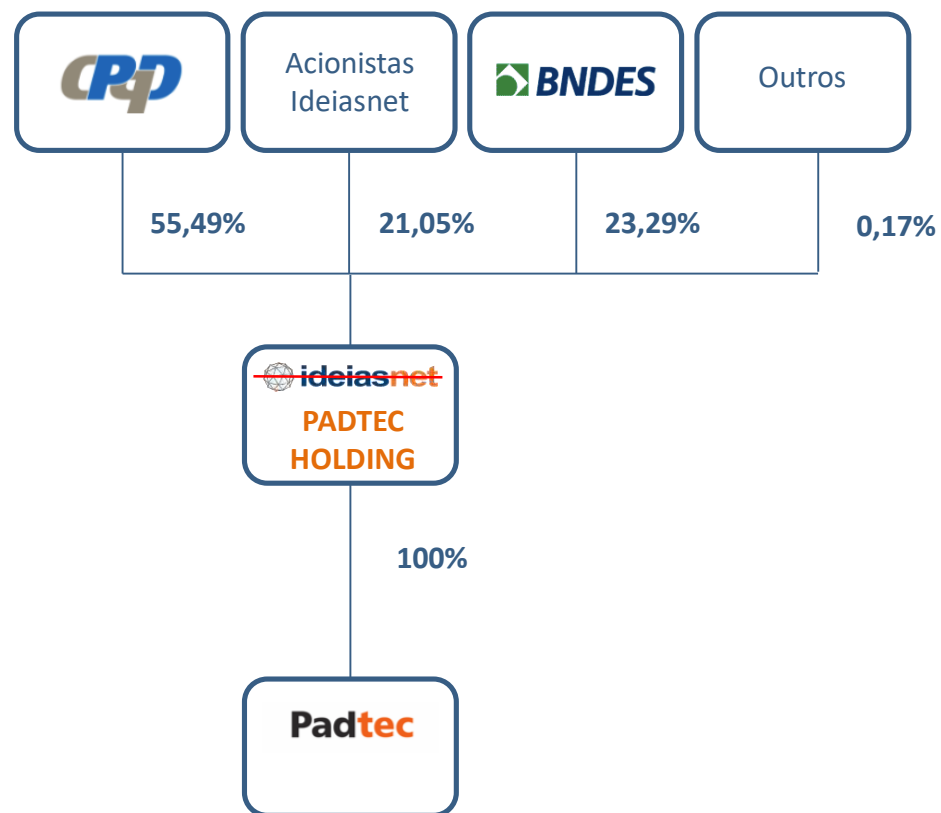 CPqD
Acionistas
Ideiasnet
BNDES
Outros
55,49%
21,05%
23,29%
0,17%
ideiasnet
PADTEC
HOLDING
100%
Padtec